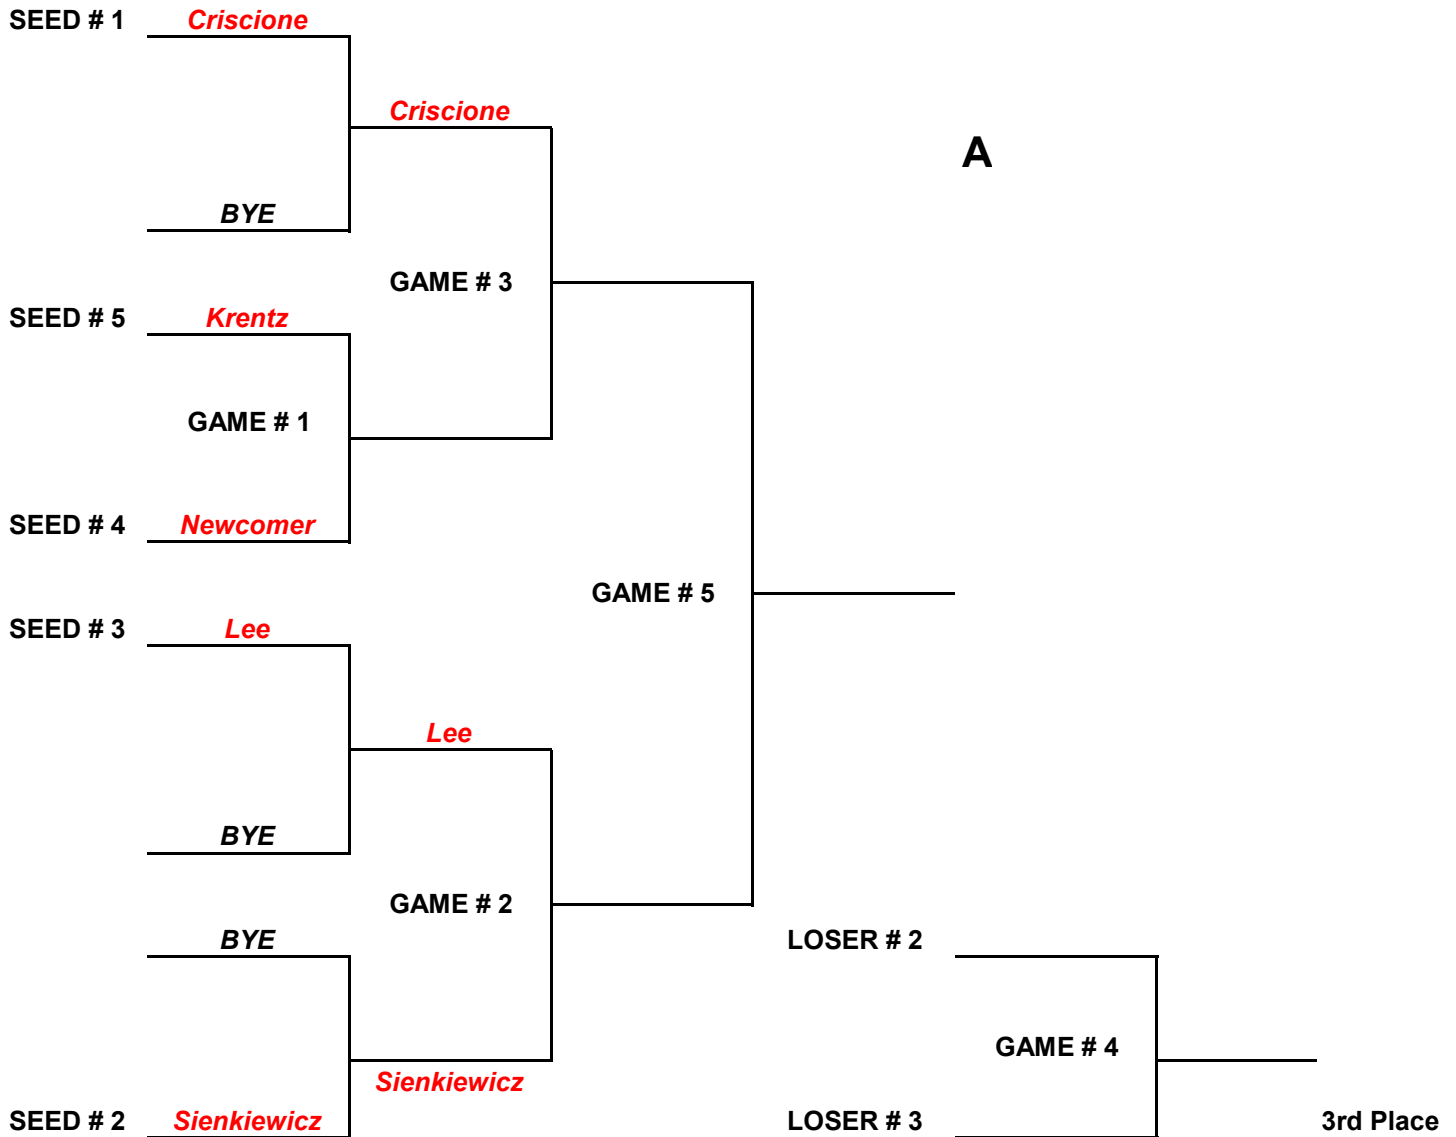 SEED # 1 Criscione
Criscione
A
BYE
GAME # 3
SEED # 5 Krentz
GAME # 1
SEED # 4 Newcomer
GAME # 5
SEED # 3 Lee
Lee
BYE
GAME # 2
BYE
LOSER # 2
GAME # 4
Sienkiewicz
SEED # 2 Sienkiewicz
LOSER # 3
3rd Place